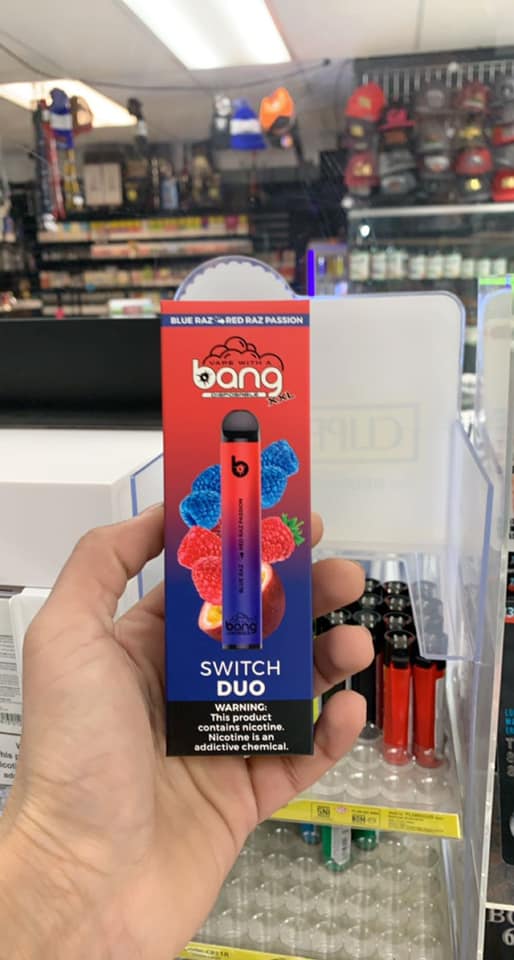 BLUE RAZ RED RAZ PASSION
VAPE WITH A
bang
DISPOSABLE
XXL
b
BLUE RAZ RED RAZ PASSION
bang
SWITCH
DUO
WARNING:
This product
contains nicotine.
Nicotine is an
addictive chemical.